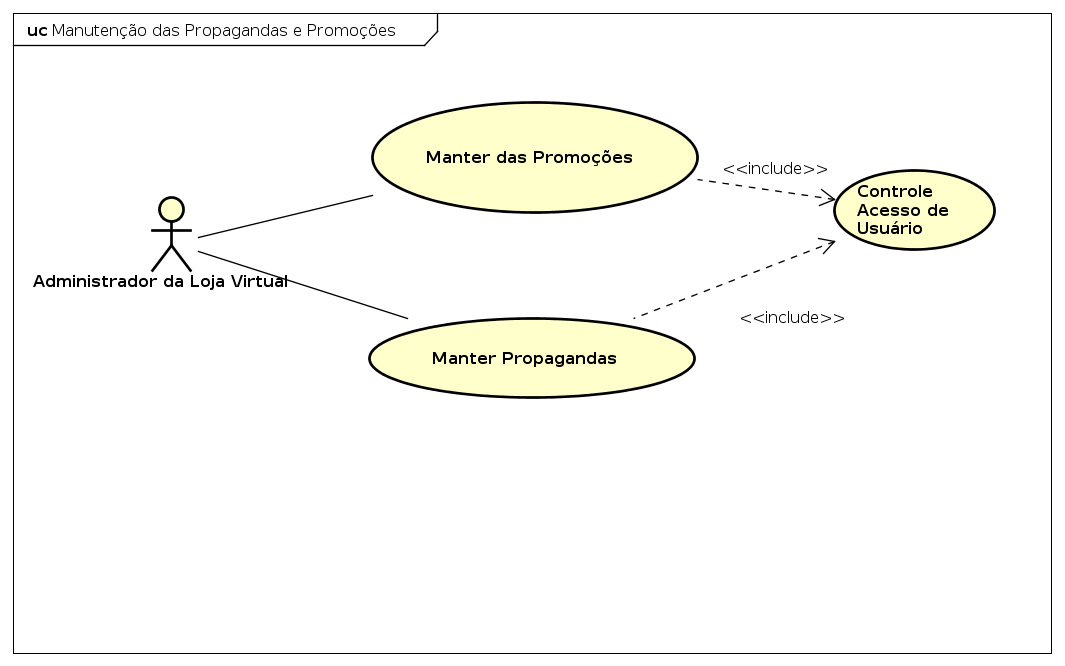 uc Manutenção das Propagandas e Promoções
Manter das Promoções
<<include>>
Controle
Acesso de
Usuário
Administrador da Loja Virtual
<<include>>
Manter Propagandas